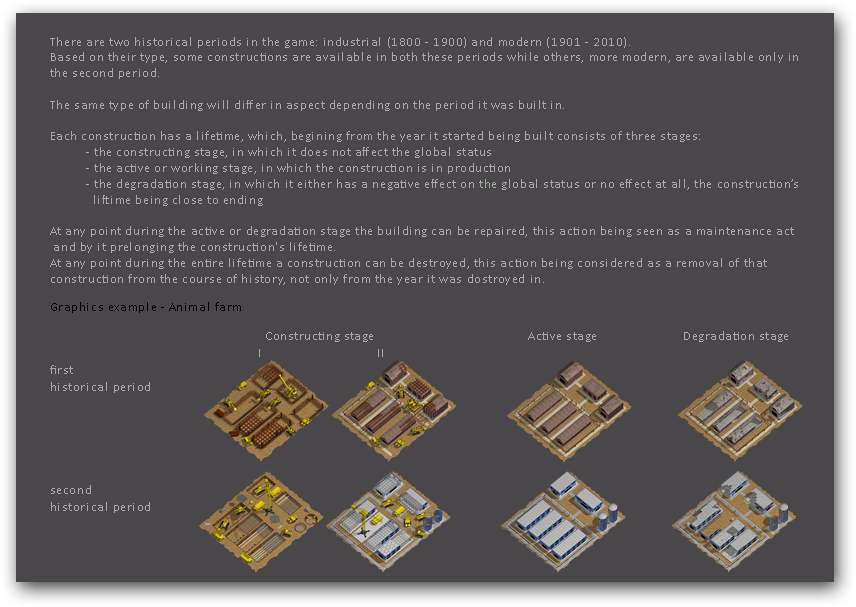 There are two historical periods in the game: industrial (1800 - 1900) and modern (1901 - 2010).
Based on their type, some constructions are available in both these periods while others, more modern, are available only in
the second period.
The same type of building will differ in aspect depending on the period it was built in.
Each construction has a lifetime, which, begining from the year it started being built consists of three stages:
- the constructing stage, in which it does not affect the global status
- the active or working stage, in which the construction is in production
- the degradation stage, in which it either has a negative effect on the global status or no effect at all, the construction's
liftime being close to ending
At any point during the active or degradation stage the building can be repaired, this action being seen as a maintenance act
and by it prelonging the construction's lifetime.
At any point during the entire lifetime a construction can be destroyed, this action being considered as a removal of that
construction from the course of history, not only from the year it was dostroyed in.
Graphics example - Animal farm
Constructing stage Active stage Degradation stage
I II
first
historical period
second
historical period